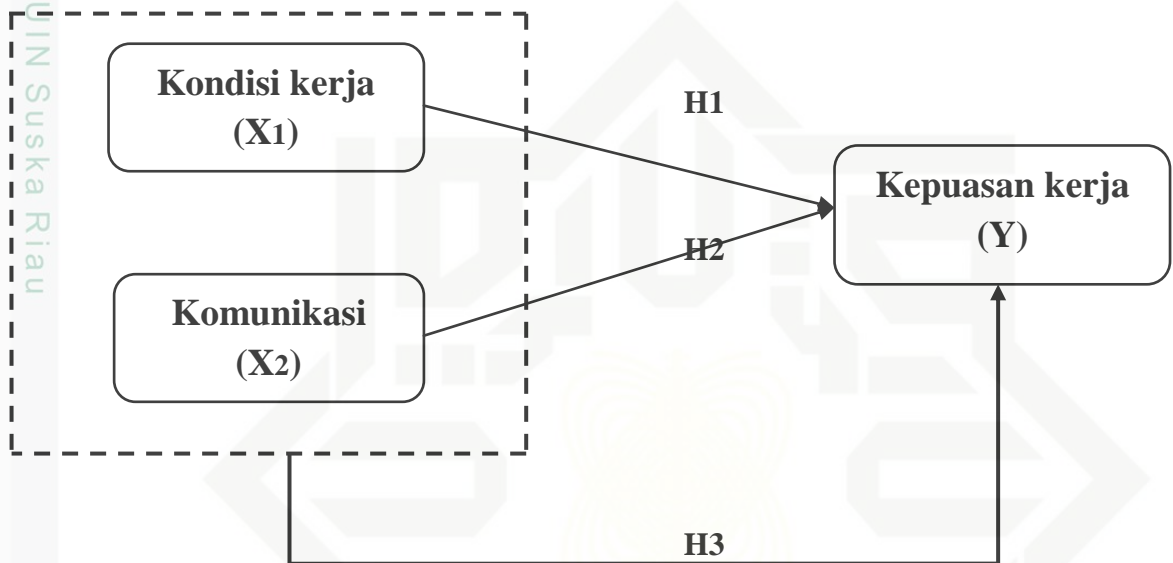 UIN Suska Riau
Kondisi kerja
(X1)
H1
Kepuasan kerja
(Y)
H2
Komunikasi
(X2)
H3